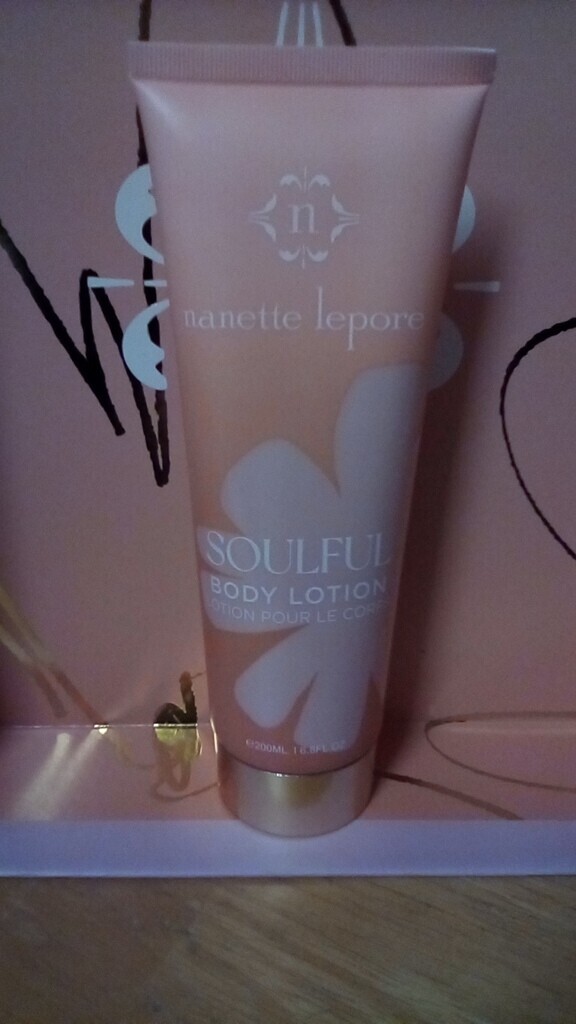 n
nanette lepore
SOULFUL
BODY LOTION
LOTION POUR LE CORPS
℮200ML | 6.8FL.OZ.